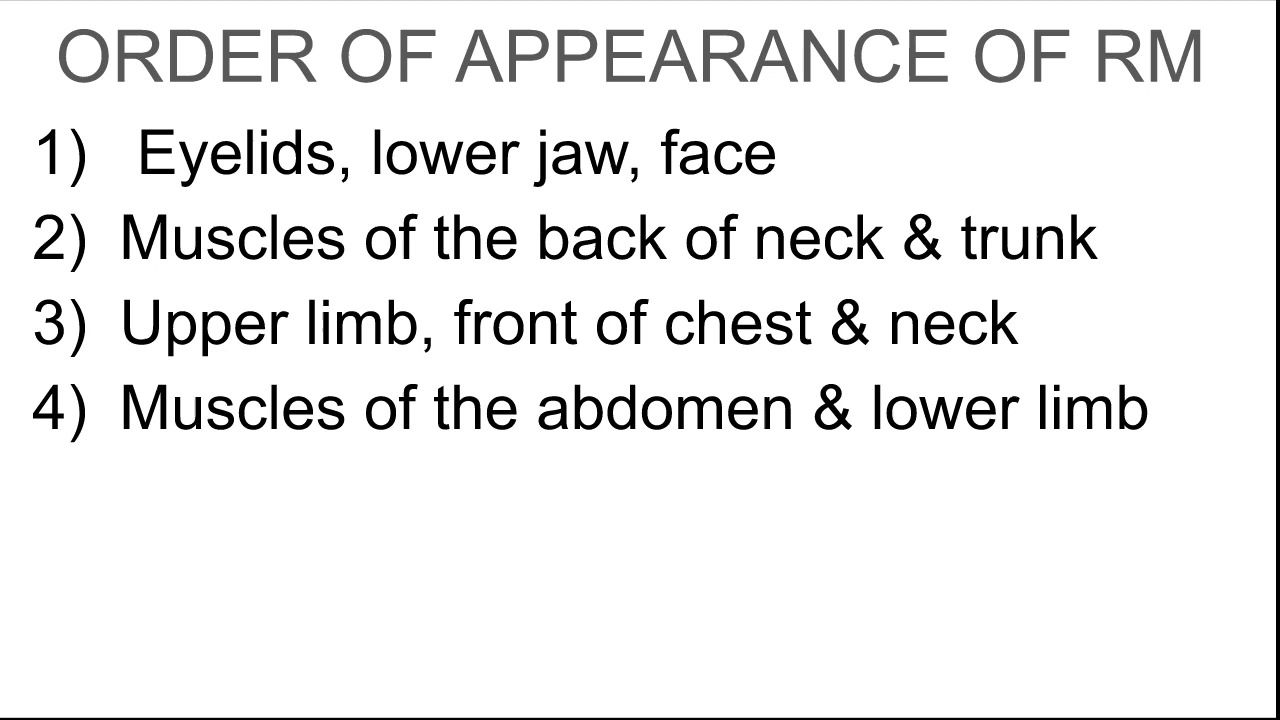 ORDER OF APPEARANCE OF RM
1) Eyelids, lower jaw, face
2) Muscles of the back of neck & trunk
3) Upper limb, front of chest & neck
4) Muscles of the abdomen & lower limb